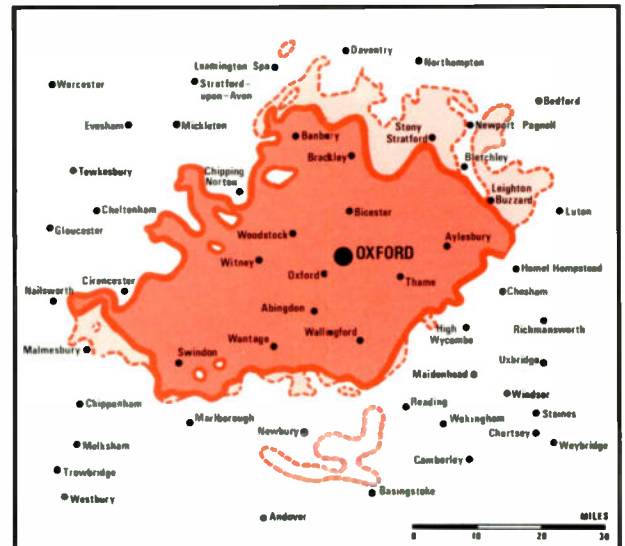 Daventry
Leamington Spa
Northampton
Worcester
Stratford-
upon-Avon
Bedford
Evesham
Mickleton
Banbury
Stony
Stratford
Newport Pagnell
Brackley
Bletchley
Tewkesbury
Chipping
Norton
Leighton
Buzzard
Cheltenham
Bicester
Luton
Gloucester
Woodstock
Aylesbury
OXFORD
Witney
Oxford
Thame
Hemel Hempstead
Cirencester
Nailsworth
Chesham
Abingdon
High
Wycombe
Richmansworth
Malmesbury
Wantage
Wallingford
Swindon
Uxbridge
Maidenhead
Chippenham
Windsor
Reading
Staines
Marlborough
Newbury
Wokingham
Chertsey
Weybridge
Melksham
Camberley
Trowbridge
Westbury
Basingstoke
Andover
MILES
0 10 20 30